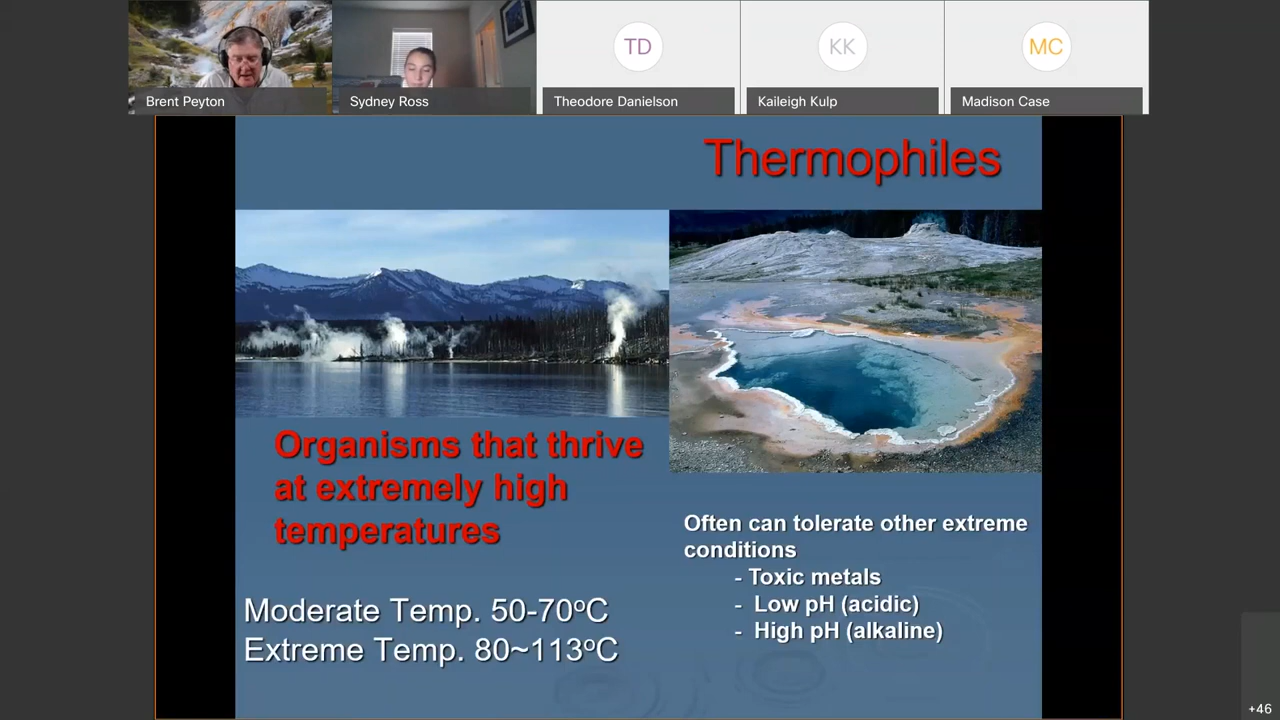 TD
KK
MC
Brent Peyton
Sydney Ross
Theodore Danielson
Kaileigh Kulp
Madison Case
Thermophiles
Organisms that thrive
at extremely high
temperatures
Moderate Temp. 50-70ºC
Extreme Temp. 80~113ºC
Often can tolerate other extreme
conditions
- Toxic metals
- Low pH (acidic)
- High pH (alkaline)
+46